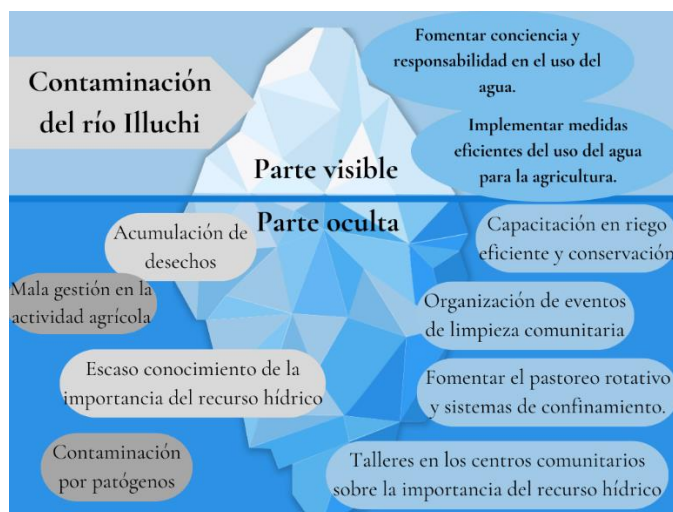 Contaminación
del río Illuchi
Fomentar conciencia y
responsabilidad en el uso del
agua.
Implementar medidas
eficientes del uso del agua
para la agricultura.
Parte visible
Parte oculta
Acumulación de
desechos
Mala gestión en la
actividad agrícola
Escaso conocimiento de la
importancia del recurso hídrico
Contaminación
por patógenos
Capacitación en riego
eficiente y conservación
Organización de eventos
de limpieza comunitaria
Fomentar el pastoreo rotativo
y sistemas de confinamiento.
Talleres en los centros comunitarios
sobre la importancia del recurso hídrico